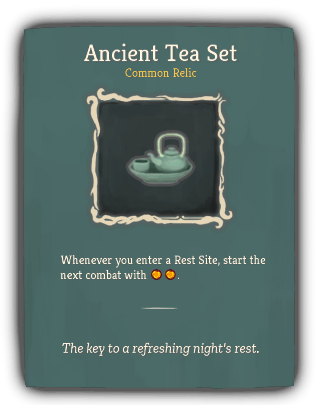 Ancient Tea Set
Common Relic
Whenever you enter a Rest Site, start the
next combat with .
The key to a refreshing night's rest.